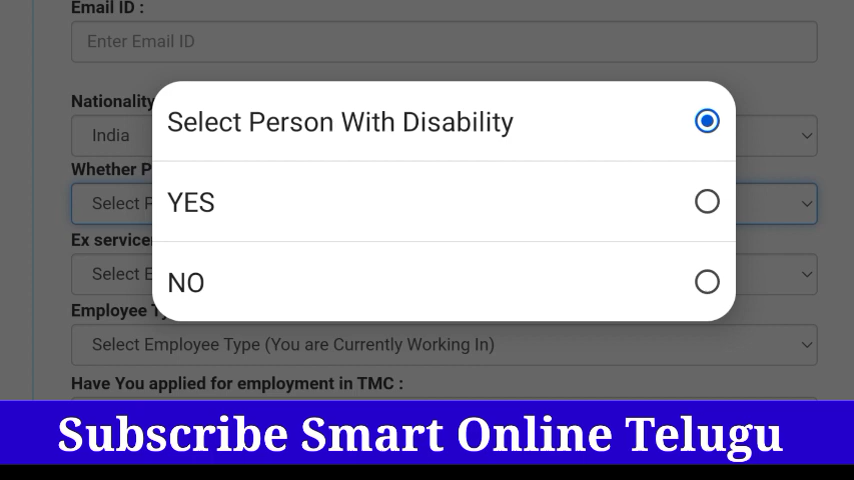 Email ID :
Enter Email ID
Nationality
India
Select Person With Disability
Whether P
Select
YES
Ex service
Select
NO
Employee
Select Employee Type (You are Currently Working In)
Have You applied for employment in TMC :
Subscribe Smart Online Telugu